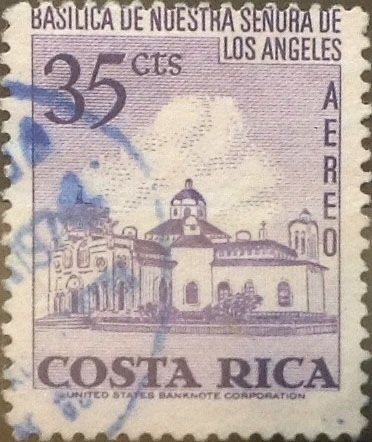 BASILICA DE NUESTRA SEÑORA DE
LOS ANGELES
35 cts
AEREO
COSTA RICA
UNITED STATES BANKNOTE CORPORATION